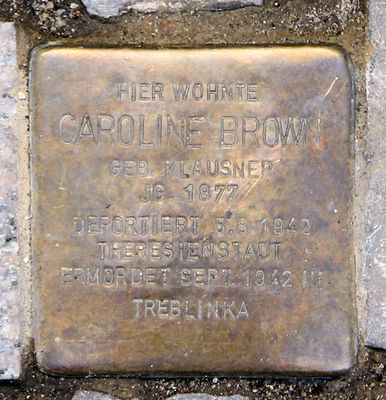 HIER WOHNTE
CAROLINE BROWN
GEB. KLAUSNER
JG. 1877
DEPORTIERT 5.8.1942
THERESIENSTADT
ERMORDET SEPT. 1942 IN
TREBLINKA